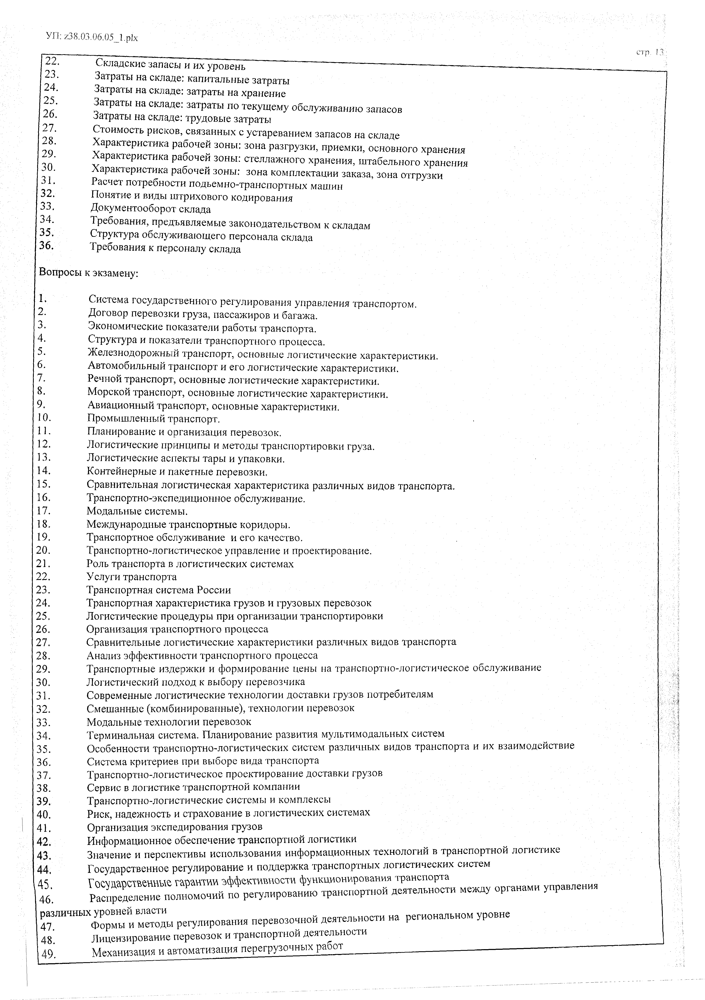 УП: z38.03.06.05_1.plx
стр. 13
22. Складские запасы и их уровень
23. Затраты на складе: капитальные затраты
24. Затраты на складе: затраты на хранение
25. Затраты на складе: затраты по текущему обслуживанию запасов
26. Затраты на складе: трудовые затраты
27. Стоимость рисков, связанных с устареванием запасов на складе
28. Характеристика рабочей зоны: зона разгрузки, приемки, основного хранения
29. Характеристика рабочей зоны: стеллажного хранения, штабельного хранения
30. Характеристика рабочей зоны: зона комплектации заказа, зона отгрузки
31. Расчет потребности подьемно-транспортных машин
32. Понятие и виды штрихового кодирования
33. Документооборот склада
34. Требования, предъявляемые законодательством к складам
35. Структура обслуживающего персонала склада
36. Требования к персоналу склада
Вопросы к экзамену:
1. Система государственного регулирования управления транспортом.
2. Договор перевозки груза, пассажиров и багажа.
3. Экономические показатели работы транспорта.
4. Структура и показатели транспортного процесса.
5. Железнодорожный транспорт, основные логистические характеристики.
6. Автомобильный транспорт и его логистические характеристики.
7. Речной транспорт, основные логистические характеристики.
8. Морской транспорт, основные логистические характеристики.
9. Авиационный транспорт, основные характеристики.
10. Промышленный транспорт.
11. Планирование и организация перевозок.
12. Логистические принципы и методы транспортировки груза.
13. Логистические аспекты тары и упаковки.
14. Контейнерные и пакетные перевозки.
15. Сравнительная логистическая характеристика различных видов транспорта.
16. Транспортно-экспедиционное обслуживание.
17. Модальные системы.
18. Международные транспортные коридоры.
19. Транспортное обслуживание и его качество.
20. Транспортно-логистическое управление и проектирование.
21. Роль транспорта в логистических системах
22. Услуги транспорта
23. Транспортная система России
24. Транспортная характеристика грузов и грузовых перевозок
25. Логистические процедуры при организации транспортировки
26. Организация транспортного процесса
27. Сравнительные логистические характеристики различных видов транспорта
28. Анализ эффективности транспортного процесса
29. Транспортные издержки и формирование цены на транспортно-логистическое обслуживание
30. Логистический подход к выбору перевозчика
31. Современные логистические технологии доставки грузов потребителям
32. Смешанные (комбинированные), технологии перевозок
33. Модальные технологии перевозок
34. Терминальная система. Планирование развития мультимодальных систем
35. Особенности транспортно-логистических систем различных видов транспорта и их взаимодействие
36. Система критериев при выборе вида транспорта
37. Транспортно-логистическое проектирование доставки грузов
38. Сервис в логистике транспортной компании
39. Транспортно-логистические системы и комплексы
40. Риск, надежность и страхование в логистических системах
41. Организация экспедирования грузов
42. Информационное обеспечение транспортной логистики
43. Значение и перспективы использования информационных технологий в транспортной логистике
44. Государственное регулирование и поддержка транспортных логистических систем
45. Государственные гарантии эффективности функционирования транспорта
46. Распределение полномочий по регулированию транспортной деятельности между органами управления
различных уровней власти
47. Формы и методы регулирования перевозочной деятельности на региональном уровне
48. Лицензирование перевозок и транспортной деятельности
49. Механизация и автоматизация перегрузочных работ